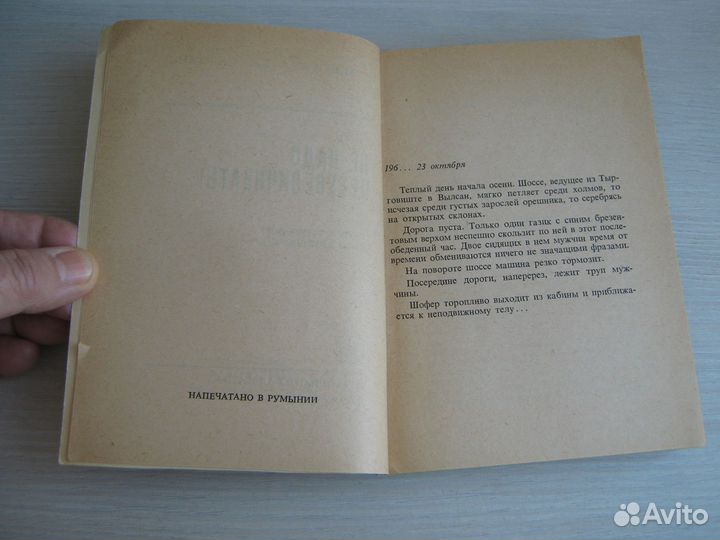 НАПЕЧАТАНО В РУМЫНИИ
196... 23 октября
Теплый день начала осени. Шоссе, ведущее из Тыр-
говиште в Вылсан, мягко петляет среди холмов, то
исчезая среди густых зарослей орешника, то серебрясь
на открытых склонах.
Дорога пуста. Только один газик с синим брезен-
товым верхом неспешно скользит по ней в этот после-
обеденный час. Двое сидящих в нем мужчин время от
времени обмениваются ничего не значащими фразами.
На повороте шоссе машина резко тормозит.
Посередине дороги, наперерез, лежит труп муж-
чины.
Шофер торопливо выходит из кабины и приближа-
ется к неподвижному телу...
Avito